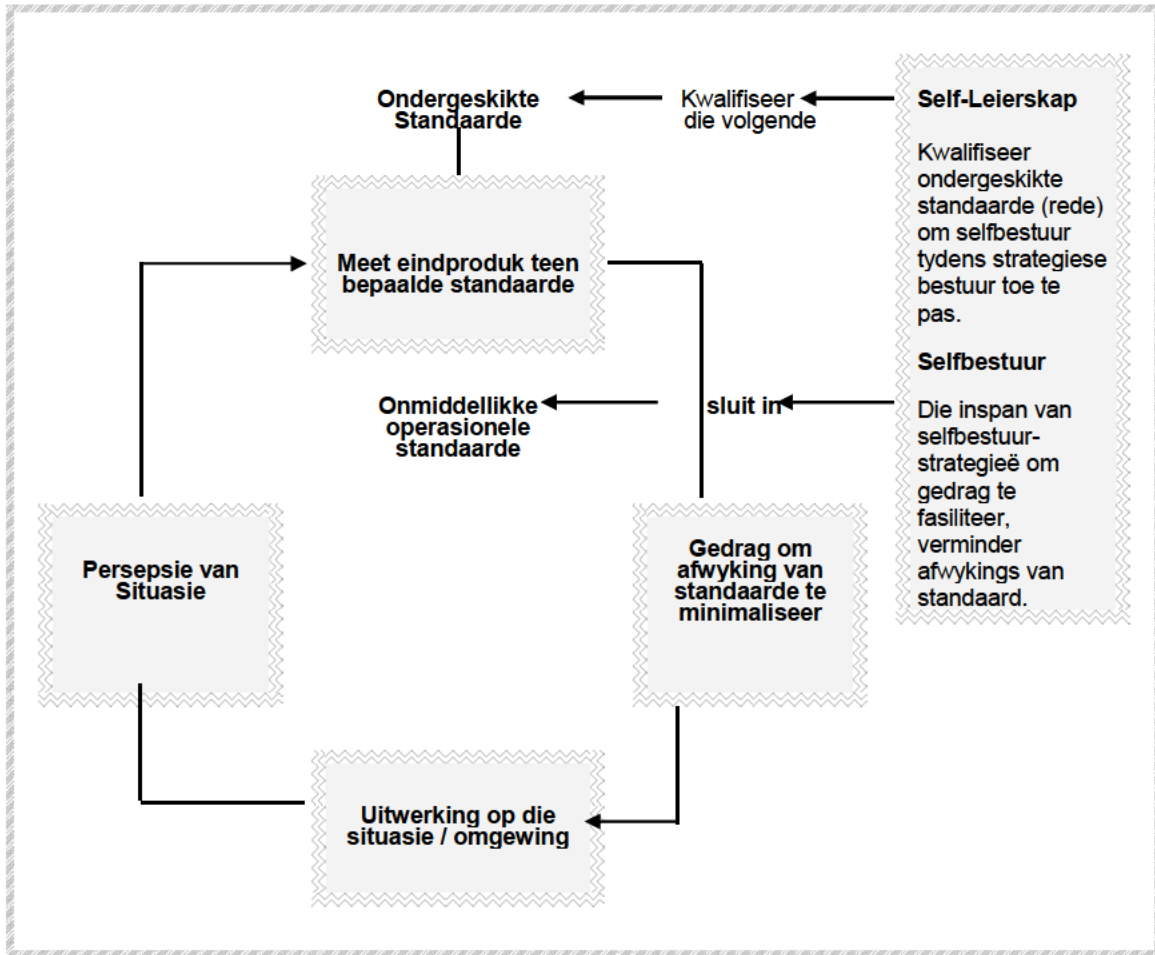 Ondergeskikte
Standaarde
Kwalifiseer
die volgende
Self-Leierskap
Kwalifiseer
ondergeskikte
standaarde (rede)
om selfbestuur
tydens strategiese
bestuur toe te
pas.
Meet eindproduk teen
bepaalde standaarde
Selfbestuur
Onmiddellikke
operasionele
standaarde
sluit in
Die inspan van
selfbestuur-
strategieë om
gedrag te
fasiliteer,
verminder
afwykings van
standaard.
Persepsie van
Situasie
Gedrag om
afwyking van
standaarde te
minimaliseer
Uitwerking op die
situasie / omgewing